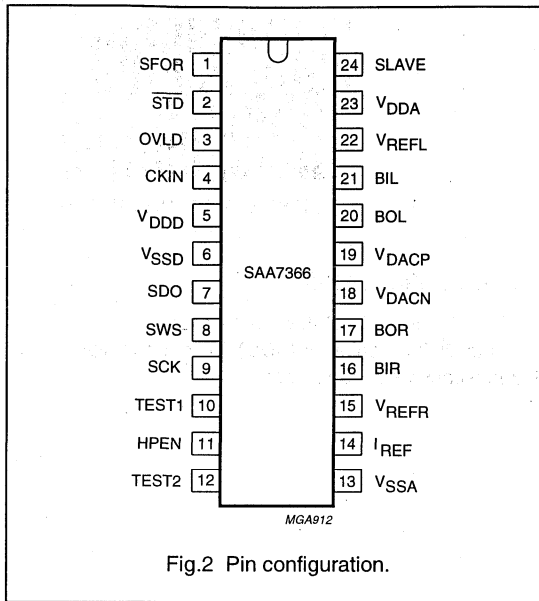 SFOR 1 24 SLAVE
STD 2 23 VDDA
OVLD 3 22 VREFL
CKIN 4 21 BIL
VDDD 5 20 BOL
VSSD 6 19 VDACP
SAA7366
SDO 7 18 VDACN
SWS 8 17 BOR
SCK 9 16 BIR
TEST1 10 15 VREFR
HPEN 11 14 IREF
TEST2 12 13 VSSA
MGA912
Fig.2 Pin configuration.